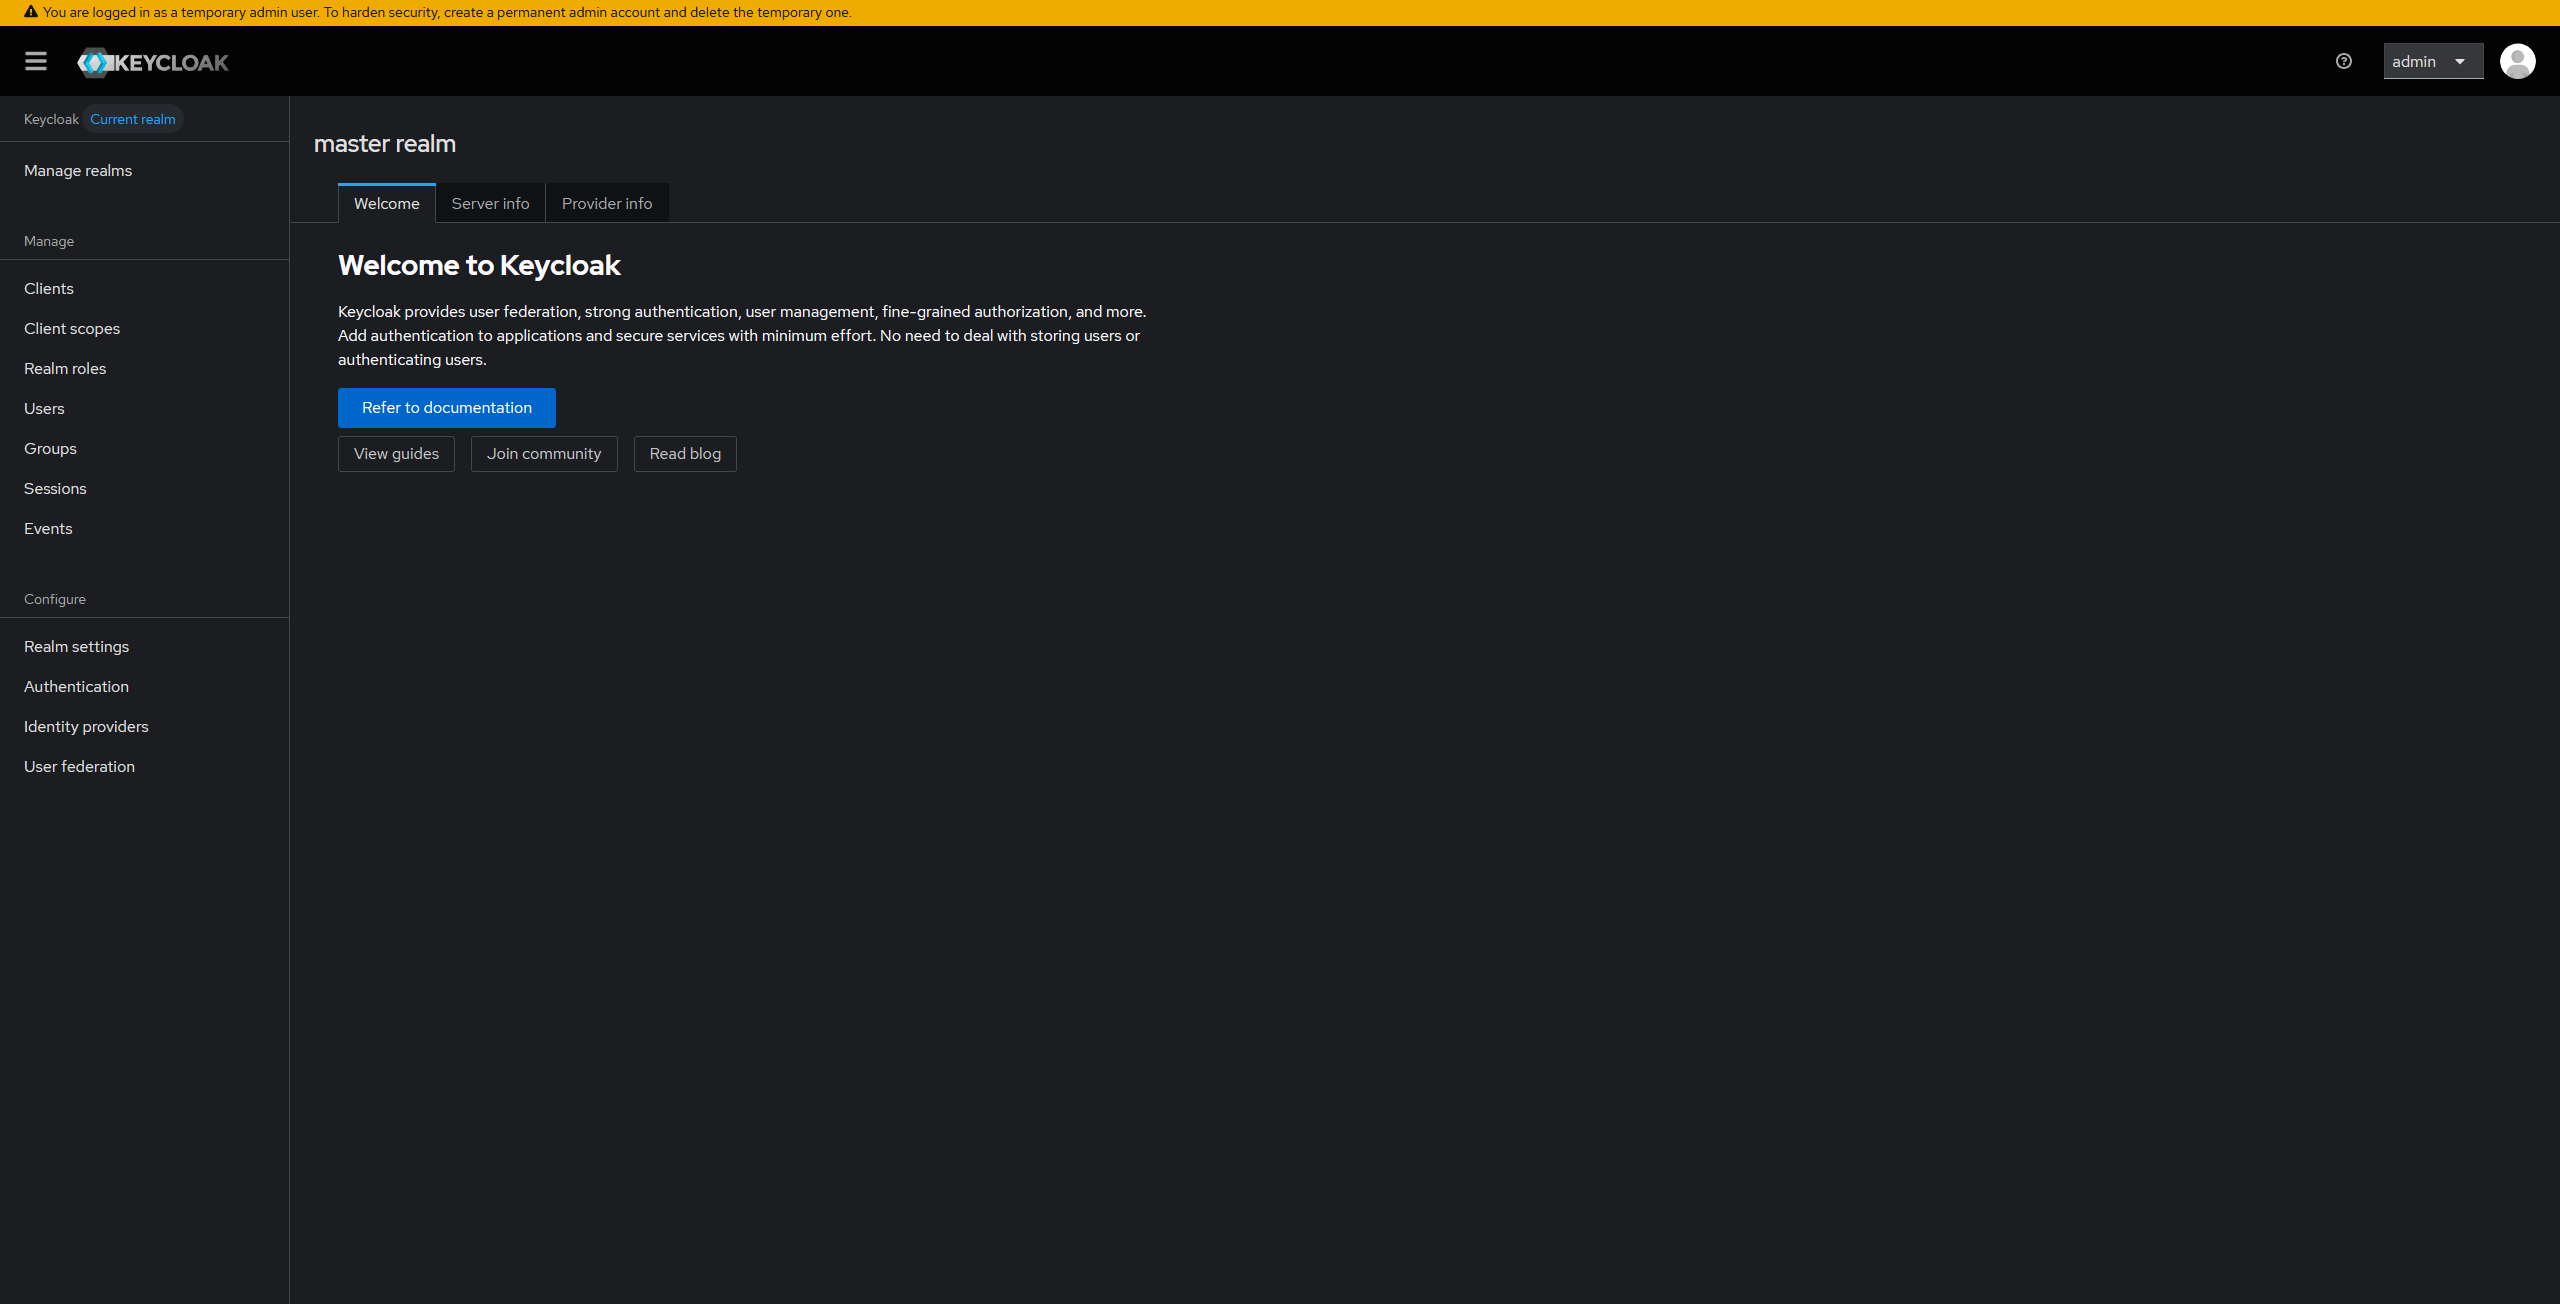 You are logged in as a temporary admin user. To harden security, create a permanent admin account and delete the temporary one.
KEYCLOAK
admin
Keycloak Current realm
Manage realms
Manage
Clients
Client scopes
Realm roles
Users
Groups
Sessions
Events
Configure
Realm settings
Authentication
Identity providers
User federation
master realm
Welcome Server info Provider info
Welcome to Keycloak
Keycloak provides user federation, strong authentication, user management, fine-grained authorization, and more.
Add authentication to applications and secure services with minimum effort. No need to deal with storing users or
authenticating users.
Refer to documentation
View guides Join community Read blog